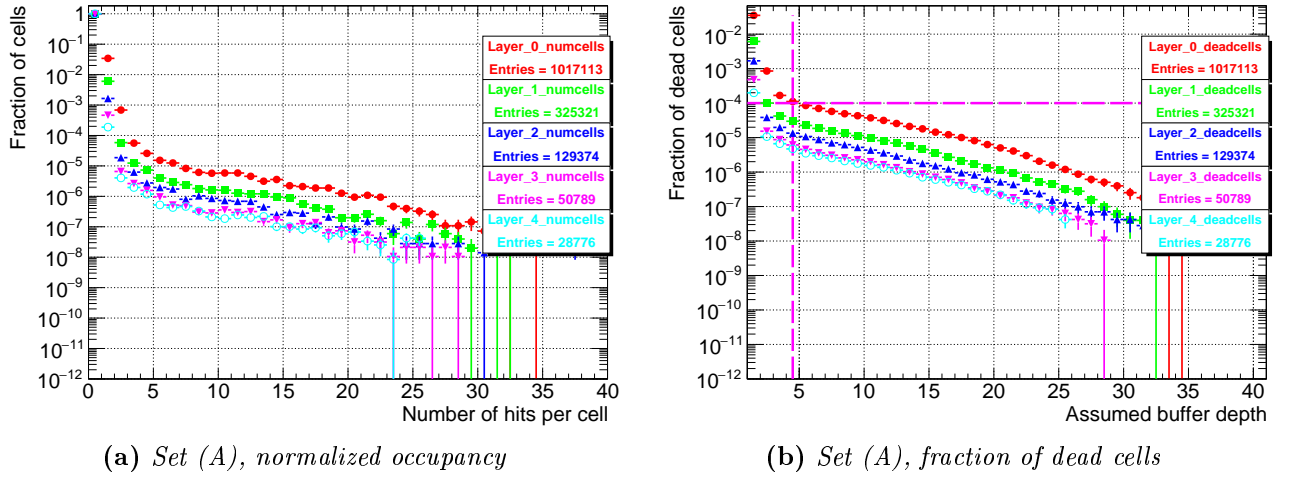 Fraction of cells
1
10⁻¹
10⁻²
10⁻³
10⁻⁴
10⁻⁵
10⁻⁶
10⁻⁷
10⁻⁸
10⁻⁹
10⁻¹⁰
10⁻¹¹
10⁻¹²
Layer_0_numcells
Entries = 1017113
Layer_1_numcells
Entries = 325321
Layer_2_numcells
Entries = 129374
Layer_3_numcells
Entries = 50789
Layer_4_numcells
Entries = 28776
0 5 10 15 20 25 30 35 40
Number of hits per cell
(a) Set (A), normalized occupancy
Fraction of dead cells
10⁻²
10⁻³
10⁻⁴
10⁻⁵
10⁻⁶
10⁻⁷
10⁻⁸
10⁻⁹
10⁻¹⁰
10⁻¹¹
10⁻¹²
Layer_0_deadcells
Entries = 1017113
Layer_1_deadcells
Entries = 325321
Layer_2_deadcells
Entries = 129374
Layer_3_deadcells
Entries = 50789
Layer_4_deadcells
Entries = 28776
5 10 15 20 25 30 35 40
Assumed buffer depth
(b) Set (A), fraction of dead cells